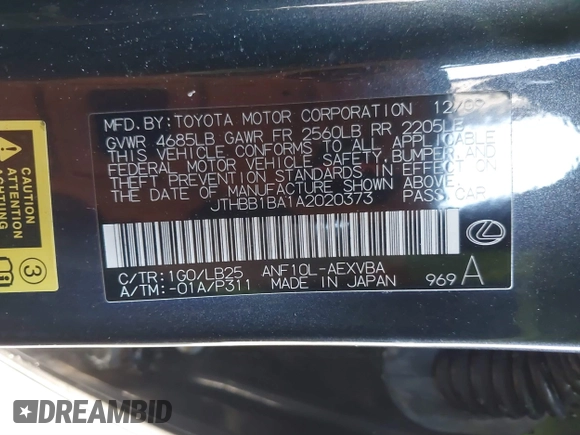 MFD. BY: TOYOTA MOTOR CORPORATION 12/09
GVWR 4685LB GAWR FR 2560LB RR 2205LB
THIS VEHICLE CONFORMS TO ALL APPLICABLE
FEDERAL MOTOR VEHICLE SAFETY, BUMPER, AND
THEFT PREVENTION STANDARDS IN EFFECT
ON THE DATE OF MANUFACTURE SHOWN ABOVE.
JTHBB1BA1A2020373 PASS. CAR
C/TR: 1G0/LB25 ANF10L-AEXVBA
A/TM: -01A/P311 MADE IN JAPAN
969 A
CAUTION
ATTENTION
3
DREAMBID